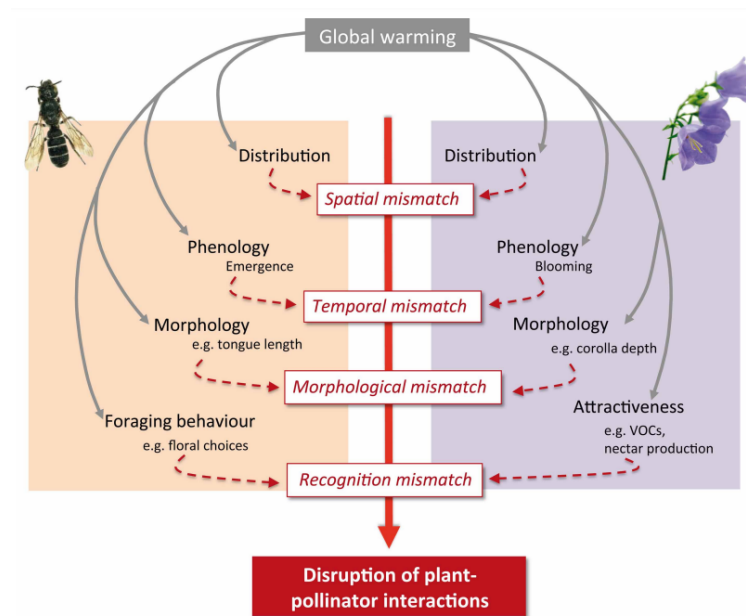 Global warming
Distribution
Distribution
Spatial mismatch
Phenology
Emergence
Phenology
Blooming
Temporal mismatch
Morphology
e.g. tongue length
Morphology
e.g. corolla depth
Morphological mismatch
Foraging behaviour
e.g. floral choices
Attractiveness
e.g. VOCs,
nectar production
Recognition mismatch
Disruption of plant-
pollinator interactions